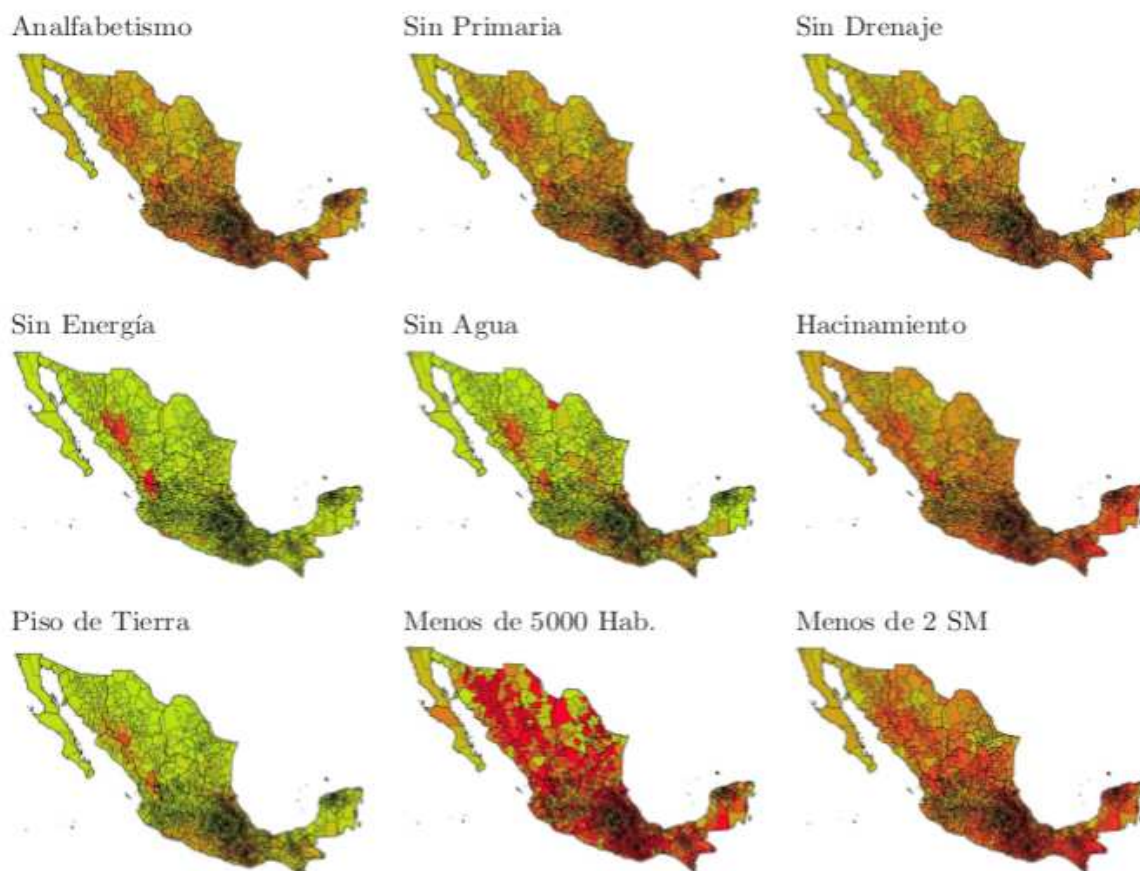 Analfabetismo
Sin Primaria
Sin Drenaje
Sin Energía
Sin Agua
Hacinamiento
Piso de Tierra
Menos de 5000 Hab.
Menos de 2 SM